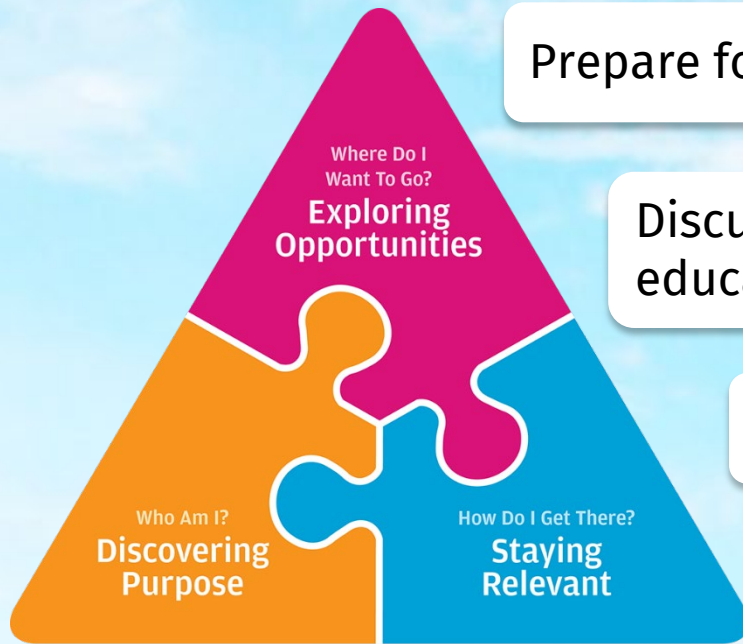 Prepare fo
Where Do I
Want To Go?
Exploring
Opportunities
Discu
educa
Who Am I?
Discovering
Purpose
How Do I Get There?
Staying
Relevant